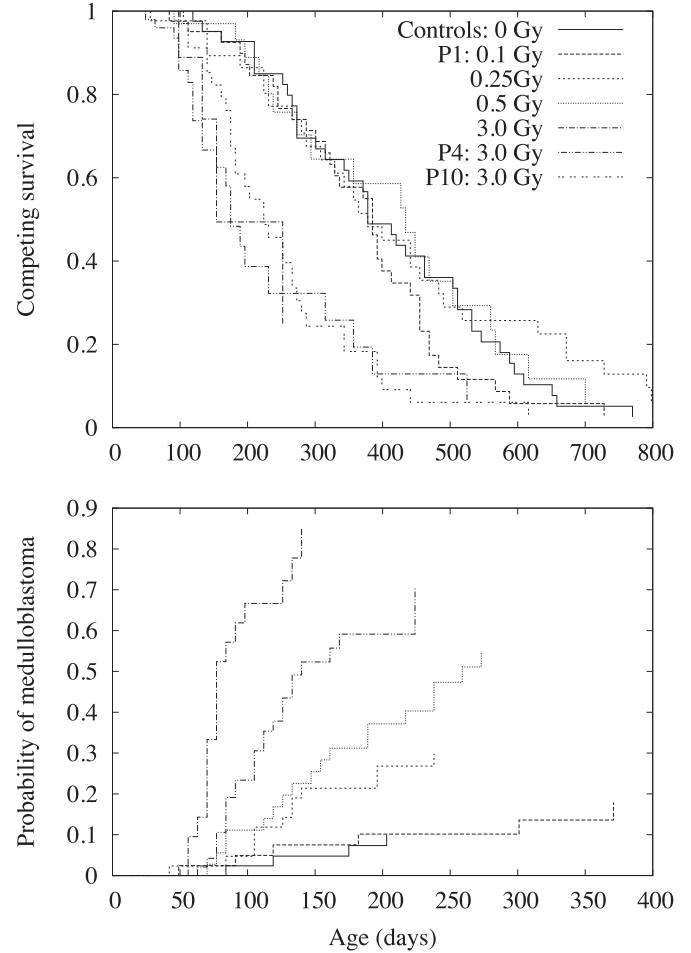 Competing survival
1
0.8
0.6
0.4
0.2
0
Controls: 0 Gy
P1: 0.1 Gy
0.25Gy
0.5 Gy
3.0 Gy
P4: 3.0 Gy
P10: 3.0 Gy
0 100 200 300 400 500 600 700 800
Probability of medulloblastoma
0.9
0.8
0.7
0.6
0.5
0.4
0.3
0.2
0.1
0
0 50 100 150 200 250 300 350 400
Age (days)